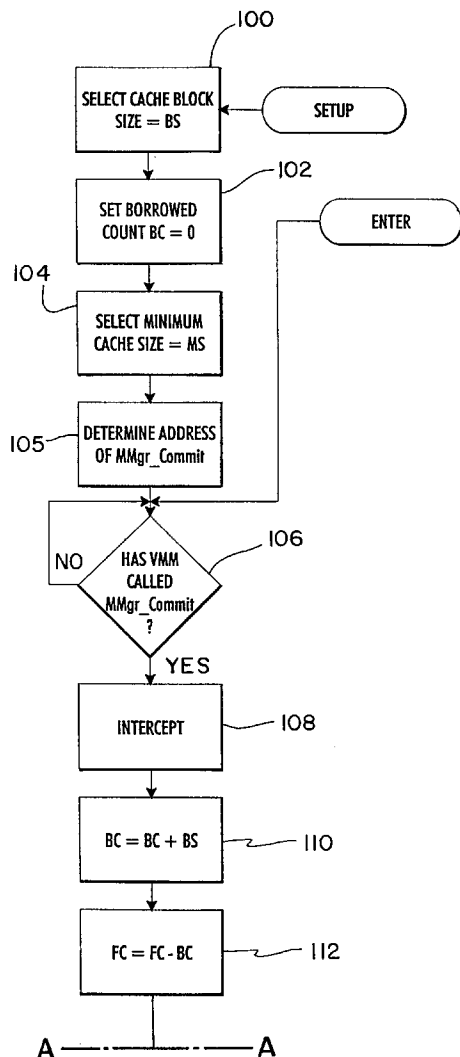 100
SELECT CACHE BLOCK
SIZE = BS
SETUP
102
SET BORROWED
COUNT BC = 0
ENTER
104
SELECT MINIMUM
CACHE SIZE = MS
105
DETERMINE ADDRESS
OF MMgr_Commit
106
NO
HAS VMM
CALLED
MMgr_Commit
?
YES
INTERCEPT
108
BC = BC + BS
110
FC = FC - BC
112
A
A